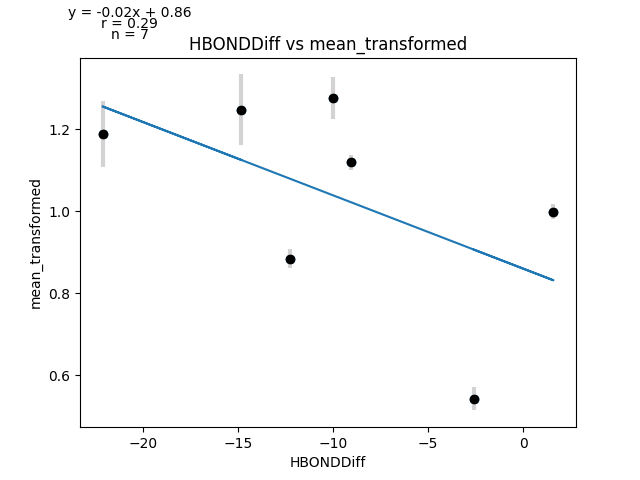 y = -0.02x + 0.86
r = 0.29
n = 7
HBONDDiff vs mean_transformed
mean_transformed
1.2
1.0
0.8
0.6
−20
−15
−10
−5
0
HBONDDiff